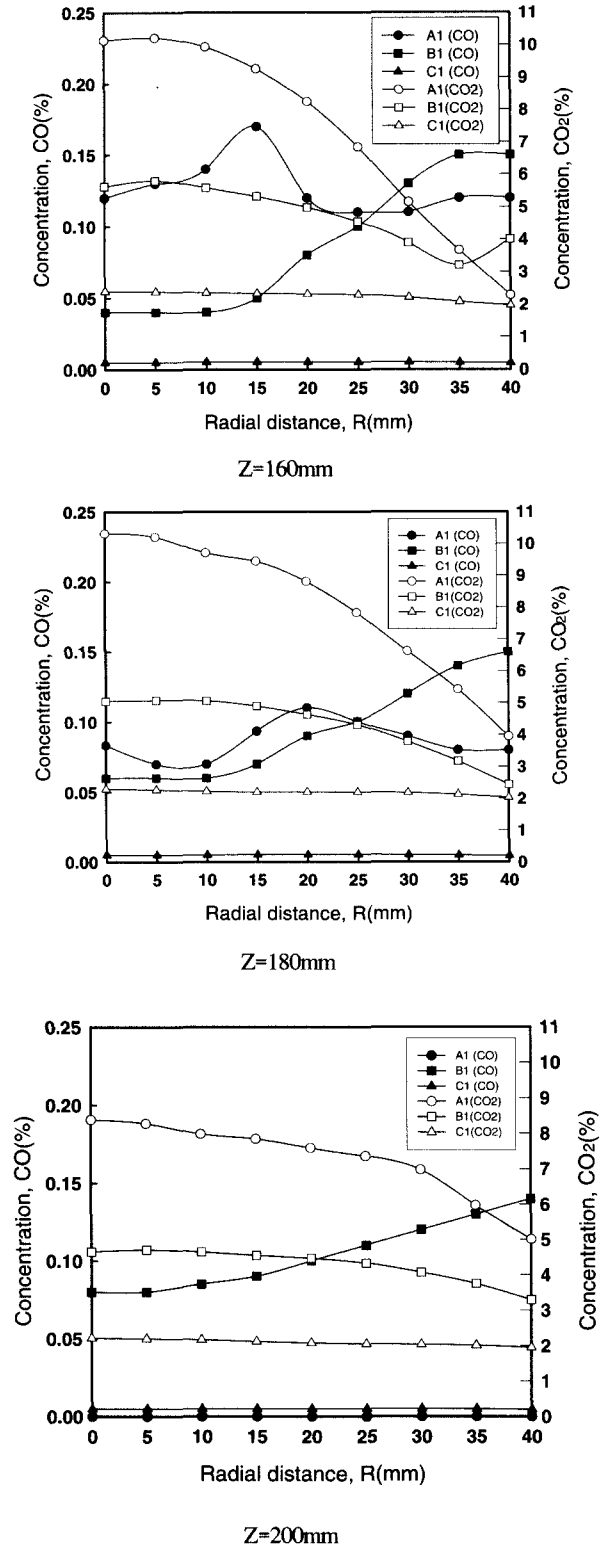 0.25
0.20
0.15
0.10
0.05
0.00
Concentration, CO(%)
A1 (CO)
B1 (CO)
C1 (CO)
A1(CO2)
B1(CO2)
C1(CO2)
11
10
9
8
7
6
5
4
3
2
1
0
Concentration, CO2(%)
0 5 10 15 20 25 30 35 40
Radial distance, R(mm)
Z=160mm
0.25
0.20
0.15
0.10
0.05
0.00
Concentration, CO(%)
A1 (CO)
B1 (CO)
C1 (CO)
A1(CO2)
B1(CO2)
C1(CO2)
11
10
9
8
7
6
5
4
3
2
1
0
Concentration, CO2(%)
0 5 10 15 20 25 30 35 40
Radial distance, R(mm)
Z=180mm
0.25
0.20
0.15
0.10
0.05
0.00
Concentration, CO(%)
A1 (CO)
B1 (CO)
C1 (CO)
A1(CO2)
B1(CO2)
C1(CO2)
11
10
9
8
7
6
5
4
3
2
1
0
Concentration, CO2(%)
0 5 10 15 20 25 30 35 40
Radial distance, R(mm)
Z=200mm